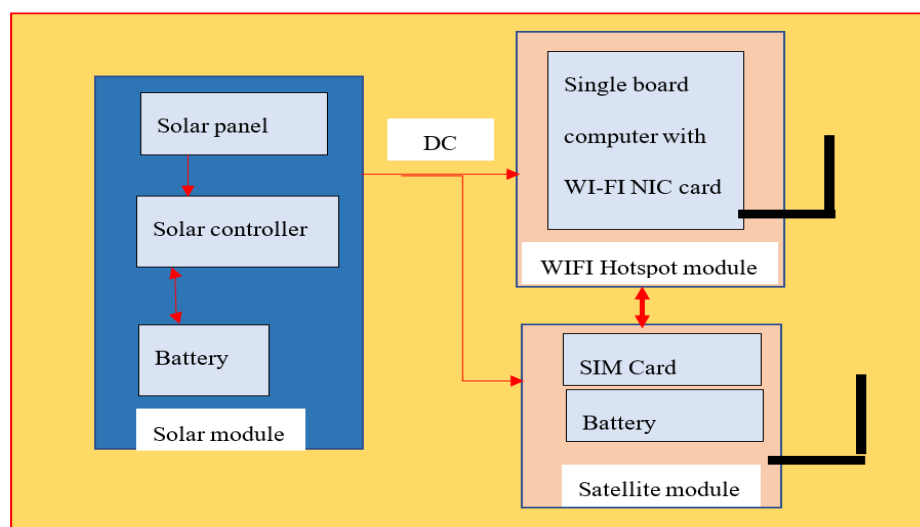 Solar panel
Solar controller
Battery
Solar module
DC
Single board
computer with
WI-FI NIC card
WIFI Hotspot module
SIM Card
Battery
Satellite module